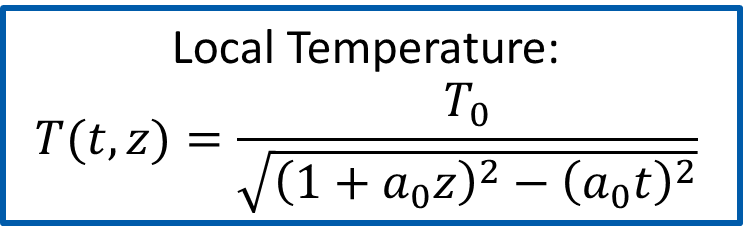 Local Temperature:
T(t, z) = T₀ / √((1 + a₀z)² − (a₀t)²)